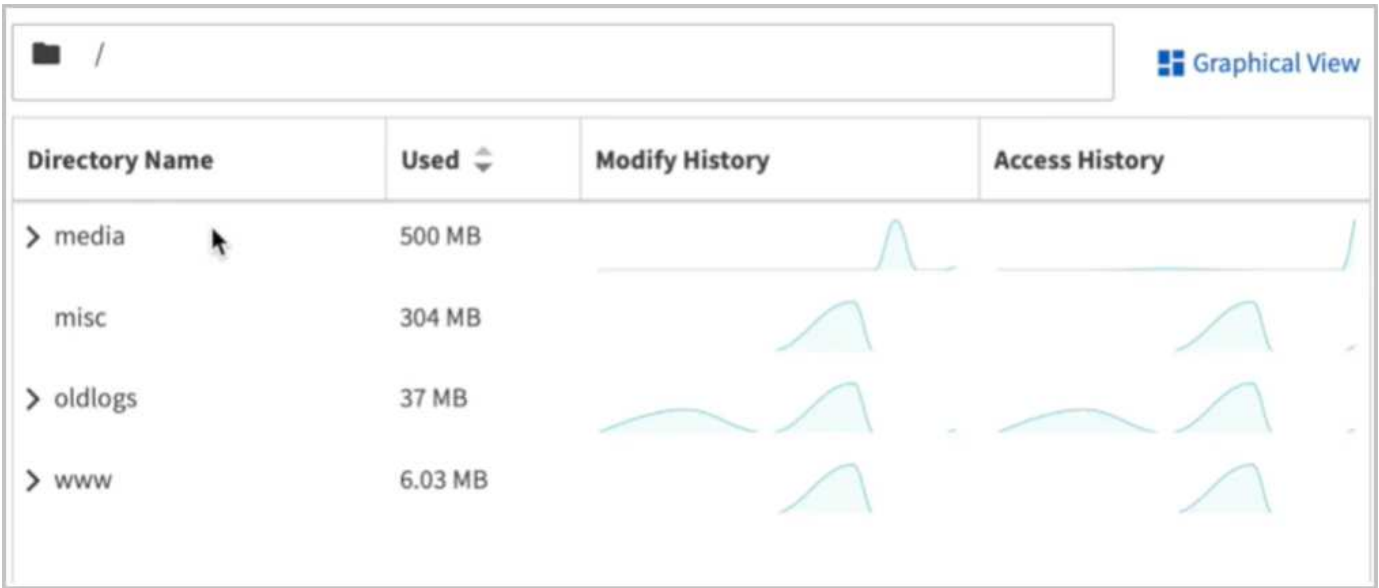 /
Graphical View
Directory Name Used Modify History Access History
media 500 MB
misc 304 MB
oldlogs 37 MB
www 6.03 MB